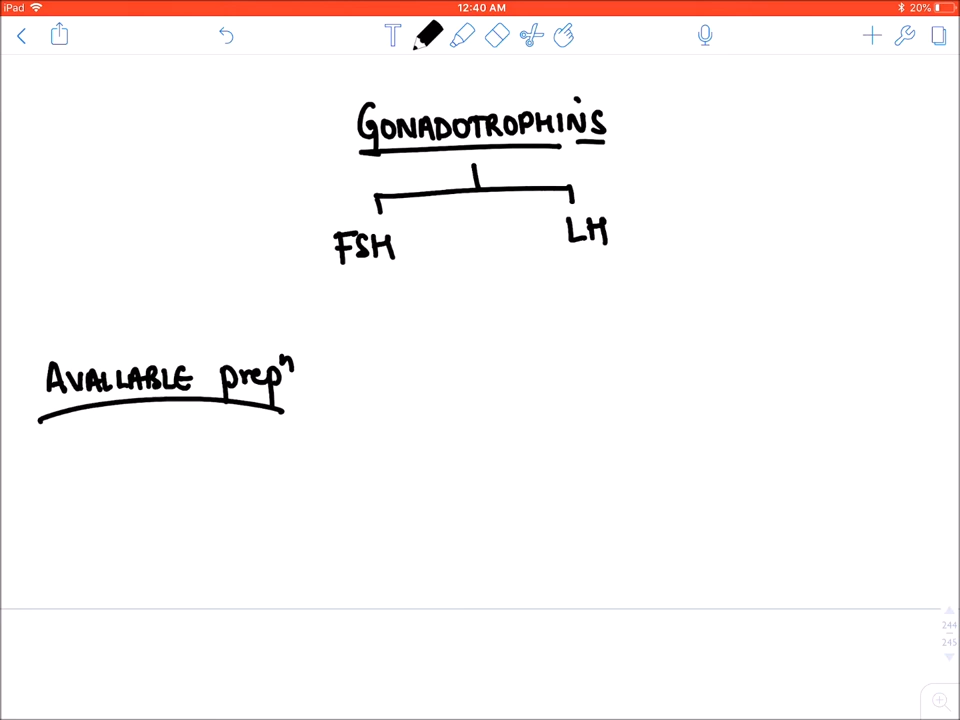 iPad 12:40 AM 20%
T
GONADOTROPHINS
FSH LH
AVAILABLE prepⁿ
244
245